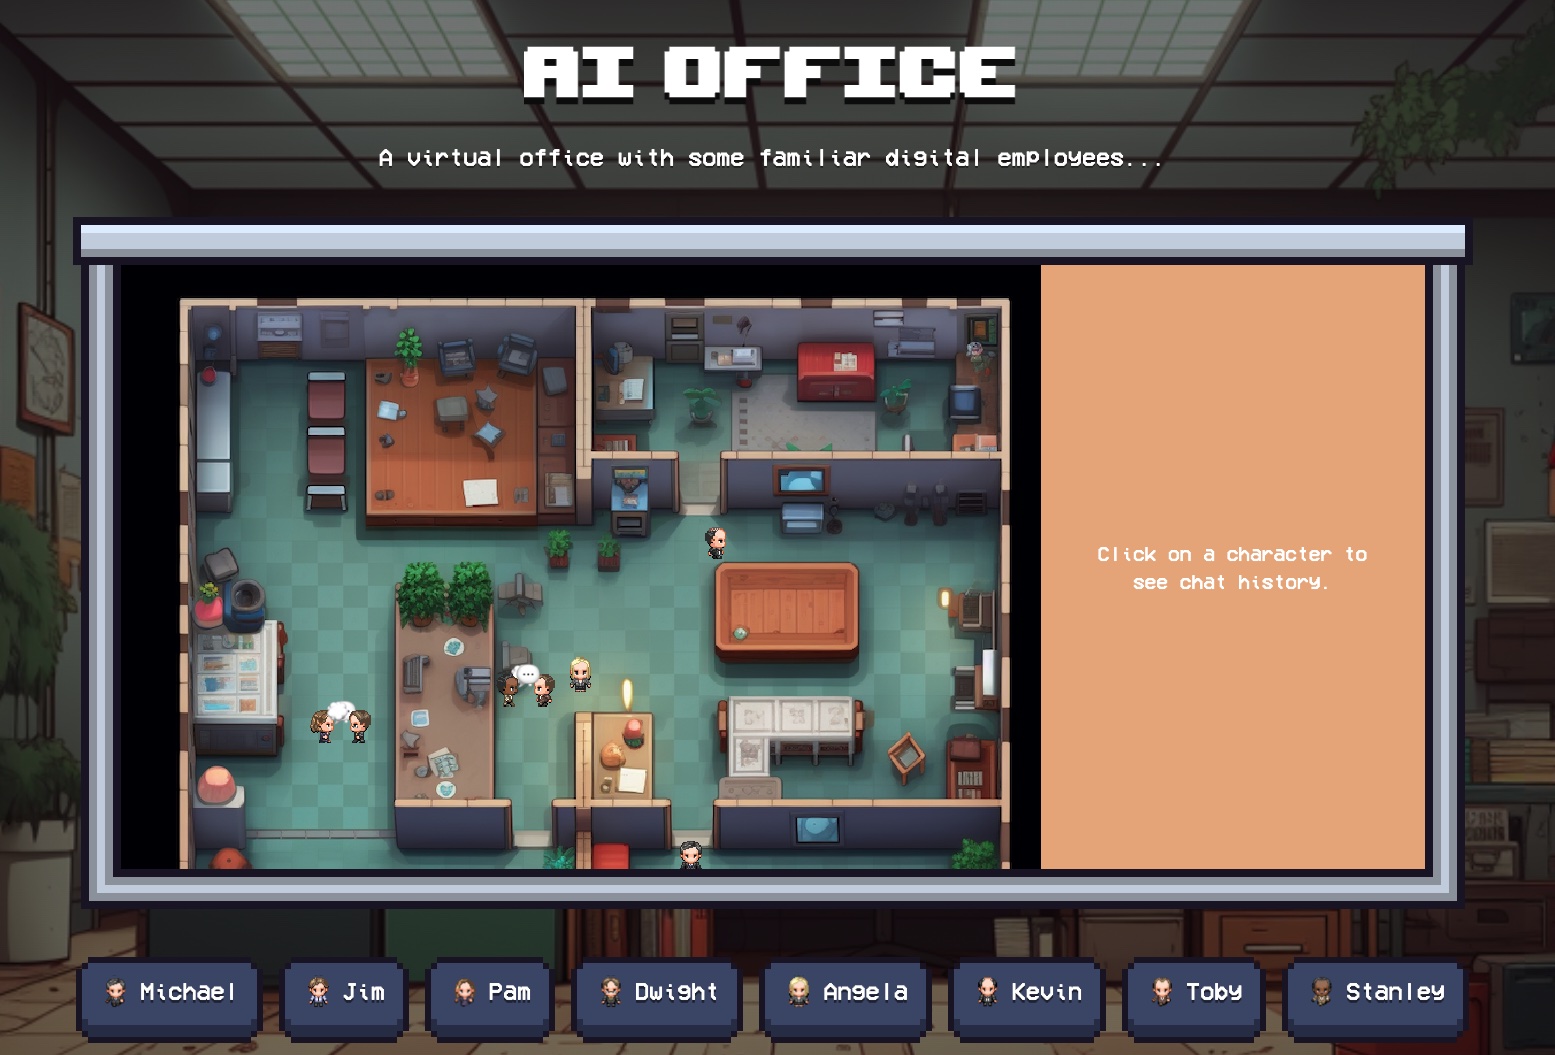 AI OFFICE
A virtual office with some familiar digital employees...
Click on a character to
see chat history.
Michael
Jim
Pam
Dwight
Angela
Kevin
Toby
Stanley